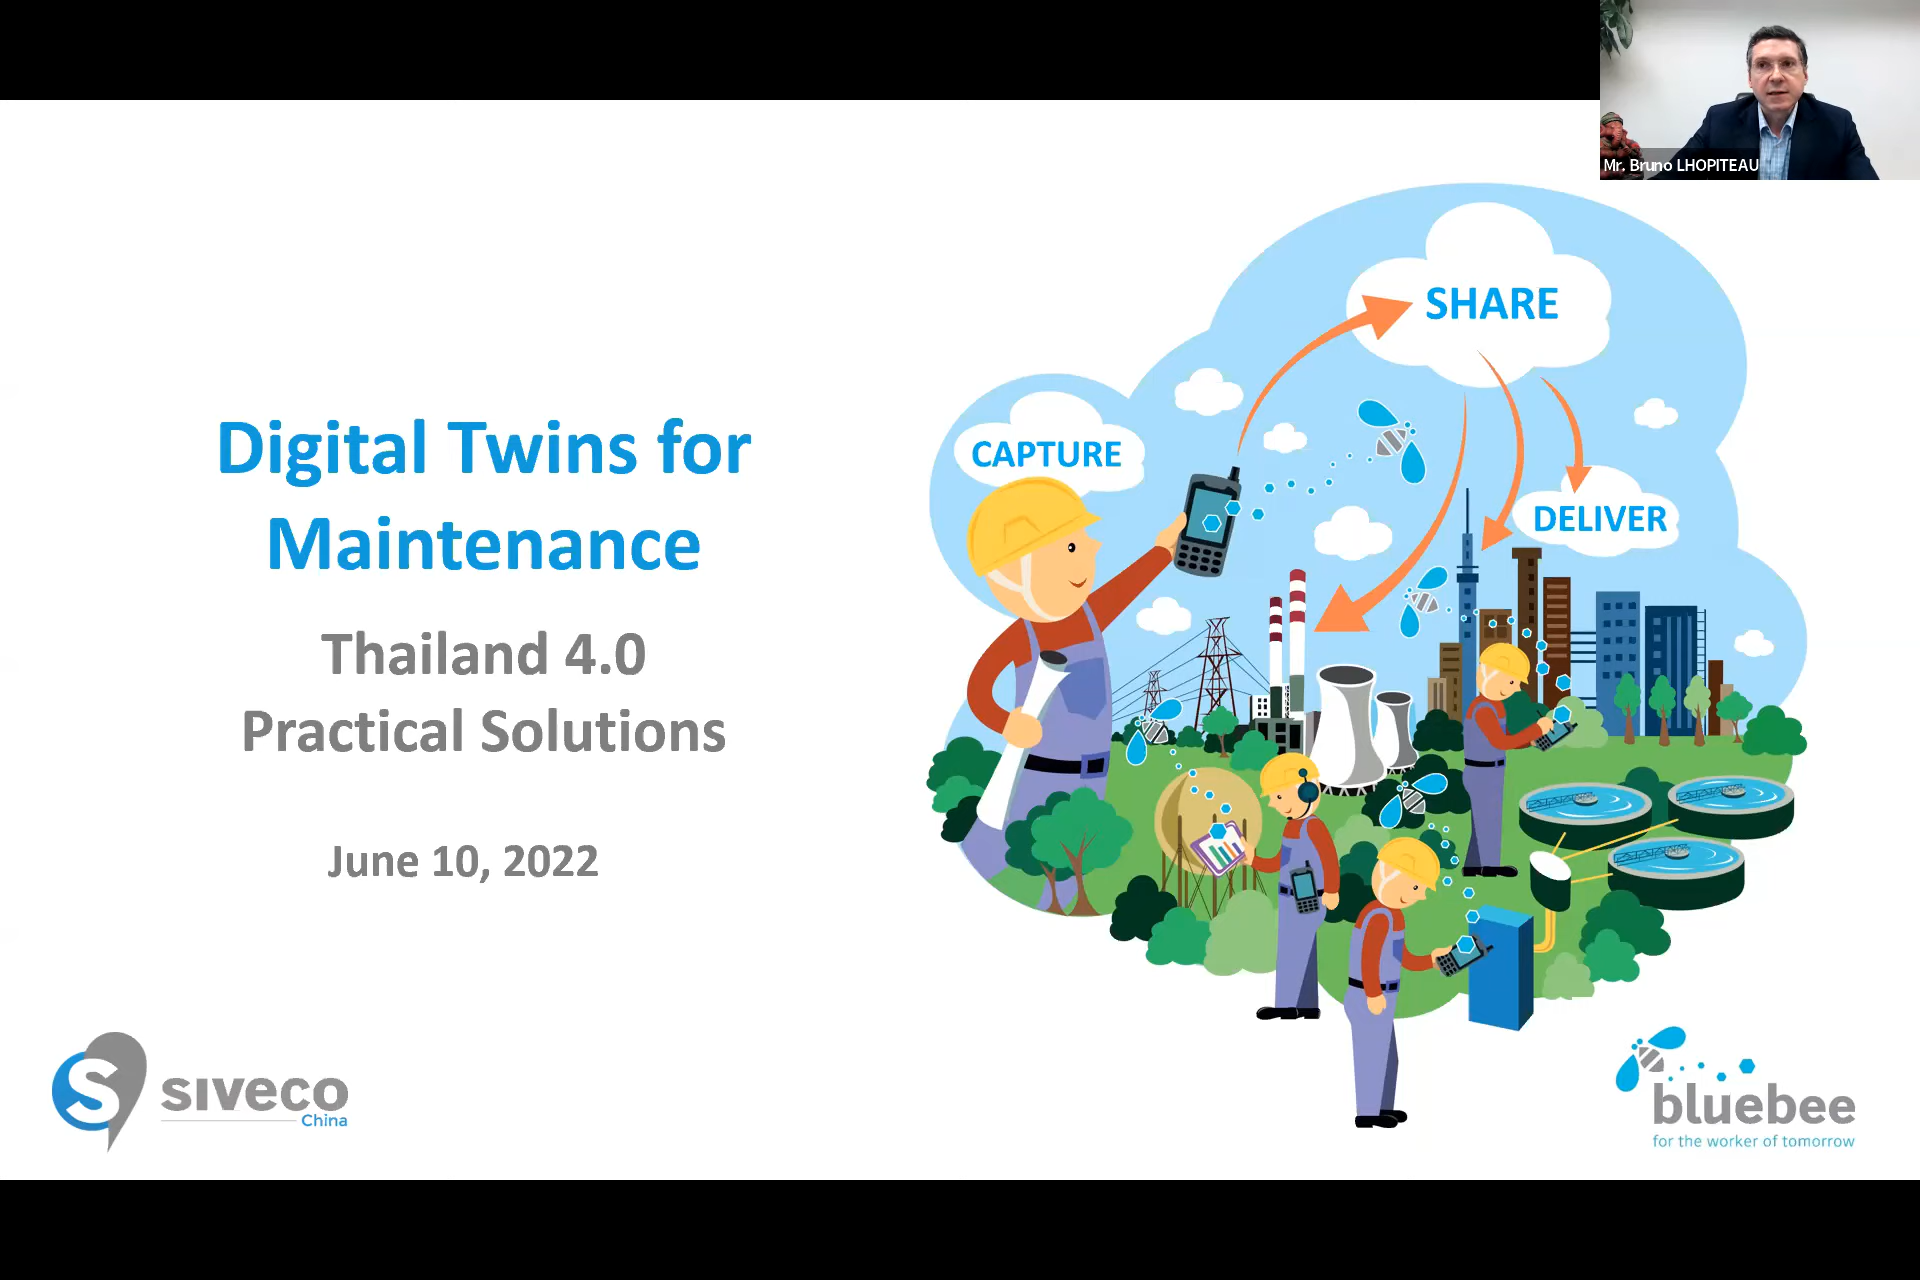 Mr. Bruno LHOPITEAU
SHARE
CAPTURE
DELIVER
Digital Twins for
Maintenance
Thailand 4.0
Practical Solutions
June 10, 2022
S
siveco
China
bluebee
for the worker of tomorrow